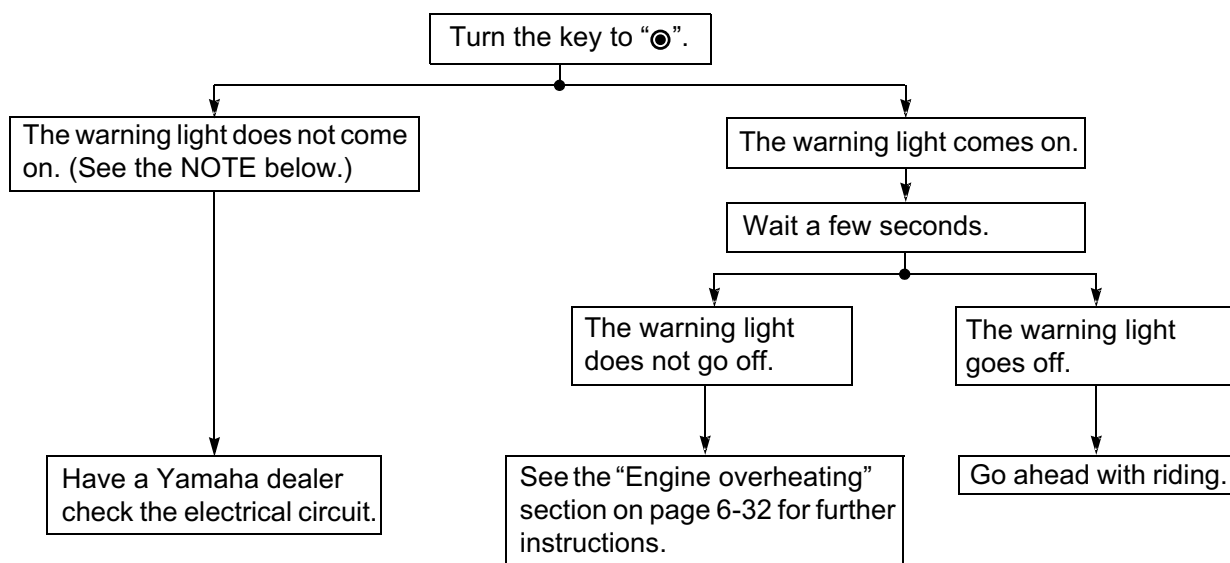 Turn the key to “◉”.
The warning light does not come
on. (See the NOTE below.)
The warning light comes on.
Wait a few seconds.
The warning light
does not go off.
The warning light
goes off.
Have a Yamaha dealer
check the electrical circuit.
See the “Engine overheating”
section on page 6-32 for further
instructions.
Go ahead with riding.